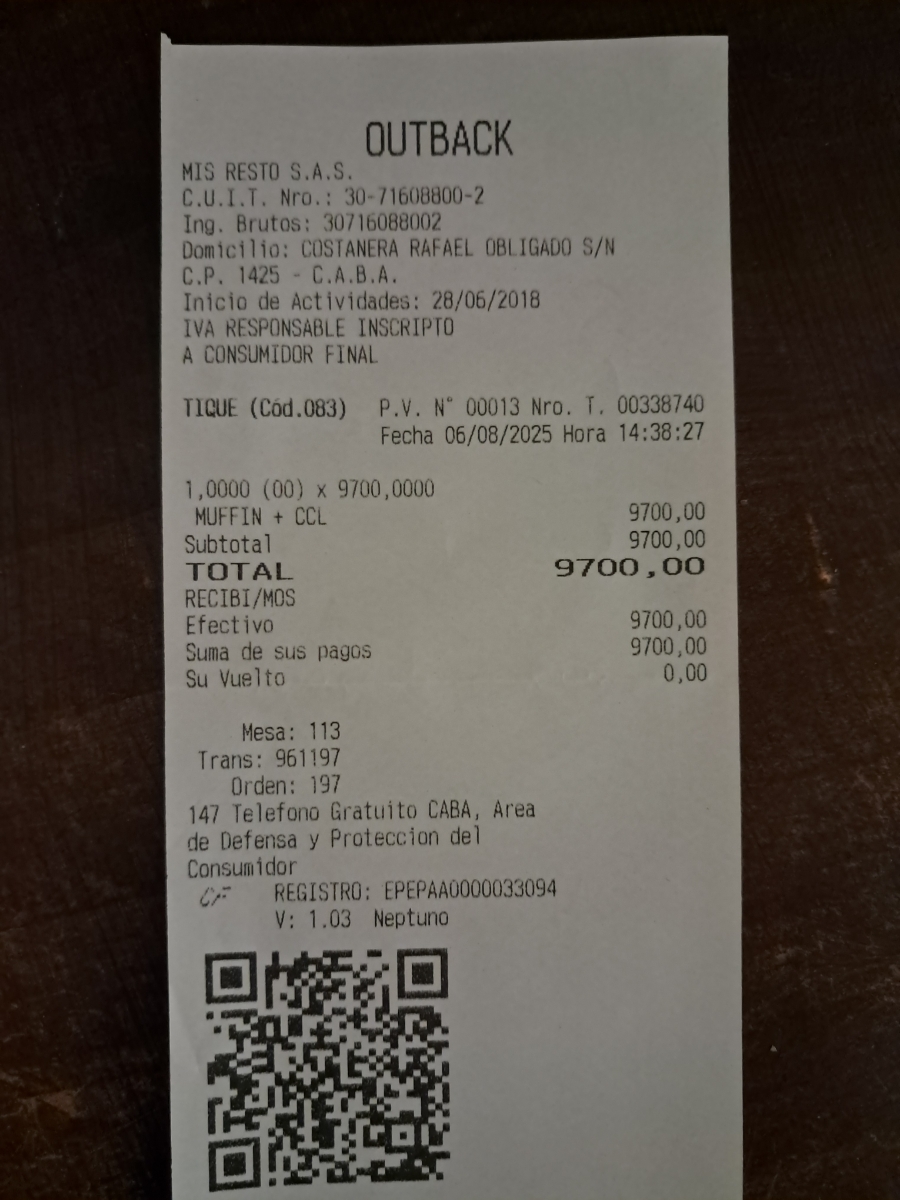 OUTBACK
MIS RESTO S.A.S.
C.U.I.T. Nro.: 30-71608800-2
Ing. Brutos: 30716088002
Domicilio: COSTANERA RAFAEL OBLIGADO S/N
C.P. 1425 - C.A.B.A.
Inicio de Actividades: 28/06/2018
IVA RESPONSABLE INSCRIPTO
A CONSUMIDOR FINAL
TIQUE (Cód.083) P.V. N° 00013 Nro. T. 00338740
Fecha 06/08/2025 Hora 14:38:27
1,0000 (00) x 9700,0000
MUFFIN + CCL 9700,00
Subtotal 9700,00
TOTAL 9700,00
RECIBI/MOS
Efectivo 9700,00
Suma de sus pagos 9700,00
Su Vuelto 0,00
Mesa: 113
Trans: 961197
Orden: 197
147 Telefono Gratuito CABA, Area
de Defensa y Proteccion del
Consumidor
CF REGISTRO: EPEPAA0000033094
V: 1.03 Neptuno